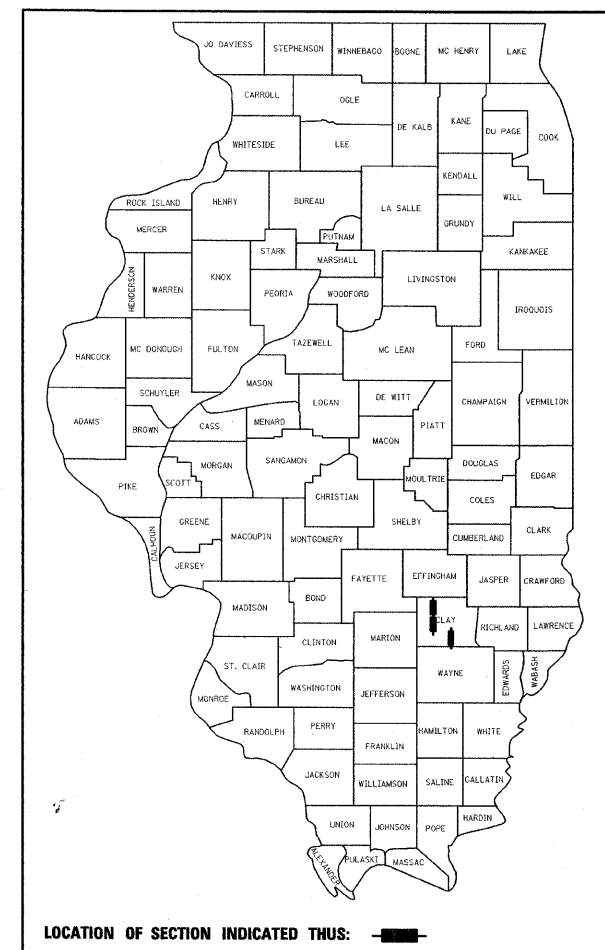 JO DAVIESS
STEPHENSON
WINNEBAGO
BOONE
MC HENRY
LAKE
CARROLL
OGLE
DE KALB
KANE
DU PAGE
COOK
WHITESIDE
LEE
KENDALL
WILL
ROCK ISLAND
HENRY
BUREAU
LA SALLE
GRUNDY
MERCER
PUTNAM
STARK
MARSHALL
KANKAKEE
HENDERSON
WARREN
KNOX
PEORIA
WOODFORD
LIVINGSTON
IROQUOIS
HANCOCK
MC DONOUGH
FULTON
TAZEWELL
MC LEAN
FORD
SCHUYLER
MASON
LOGAN
DE WITT
CHAMPAIGN
VERMILION
ADAMS
BROWN
CASS
MENARD
PIATT
MACON
PIKE
SCOTT
MORGAN
SANGAMON
CHRISTIAN
MOULTRIE
DOUGLAS
EDGAR
COLES
SHELBY
GREENE
MACOUPIN
MONTGOMERY
CUMBERLAND
CLARK
CALHOUN
JERSEY
FAYETTE
EFFINGHAM
JASPER
CRAWFORD
MADISON
BOND
CLAY
RICHLAND
LAWRENCE
CLINTON
MARION
ST. CLAIR
WAYNE
EDWARDS
WABASH
WASHINGTON
JEFFERSON
MONROE
RANDOLPH
PERRY
FRANKLIN
HAMILTON
WHITE
JACKSON
WILLIAMSON
SALINE
GALLATIN
UNION
JOHNSON
POPE
HARDIN
ALEXANDER
PULASKI
MASSAC
LOCATION OF SECTION INDICATED THUS: